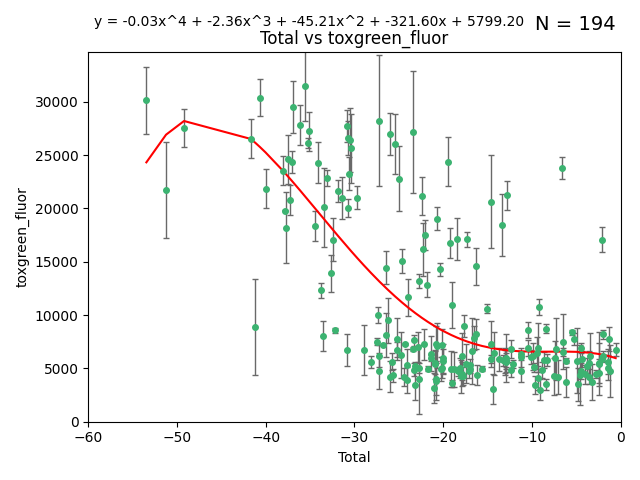 y = -0.03x^4 + -2.36x^3 + -45.21x^2 + -321.60x + 5799.20 N = 194
Total vs toxgreen_fluor
30000
25000
20000
15000
10000
5000
0
toxgreen_fluor
−60 −50 −40 −30 −20 −10 0
Total